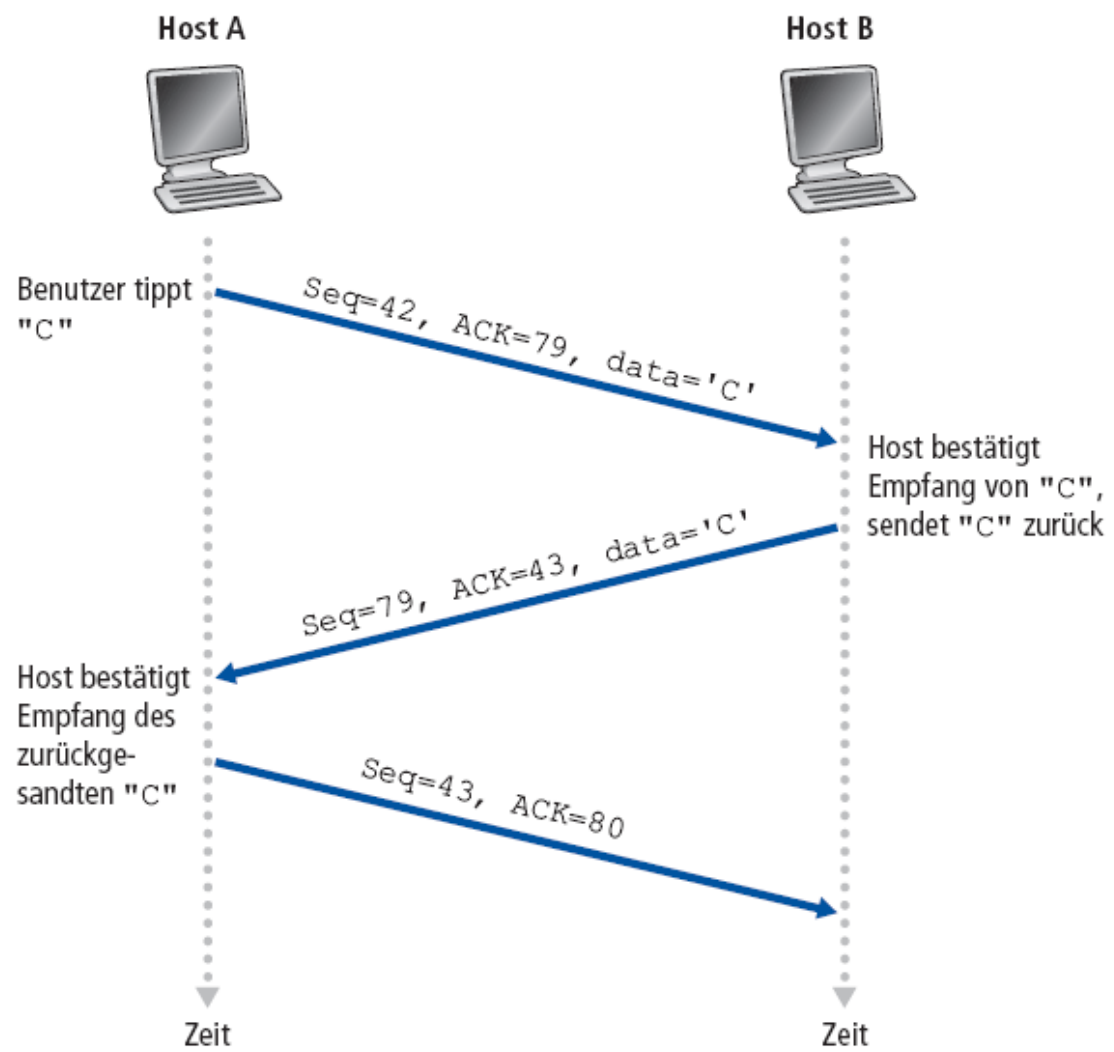 Host A
Host B
Benutzer tippt
"C"
Seq=42, ACK=79, data='C'
Host bestätigt
Empfang von "C",
sendet "C" zurück
Seq=79, ACK=43, data='C'
Host bestätigt
Empfang des
zurückge-
sandten "C"
Seq=43, ACK=80
Zeit
Zeit